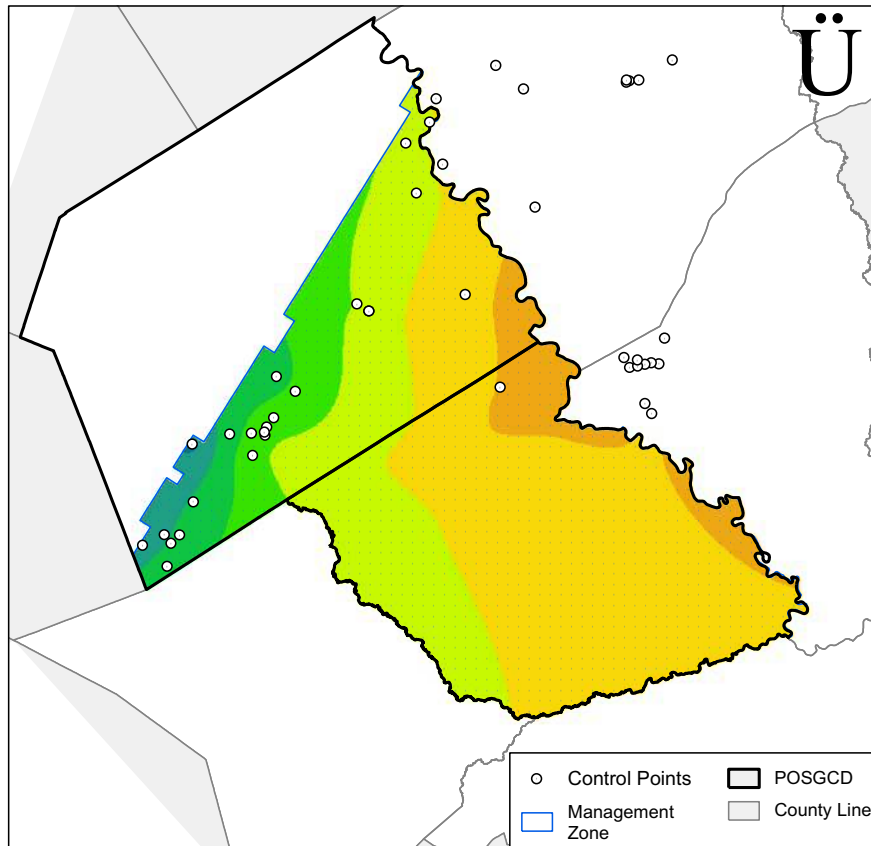 Ü
Control Points
POSGCD
Management
Zone
County Line